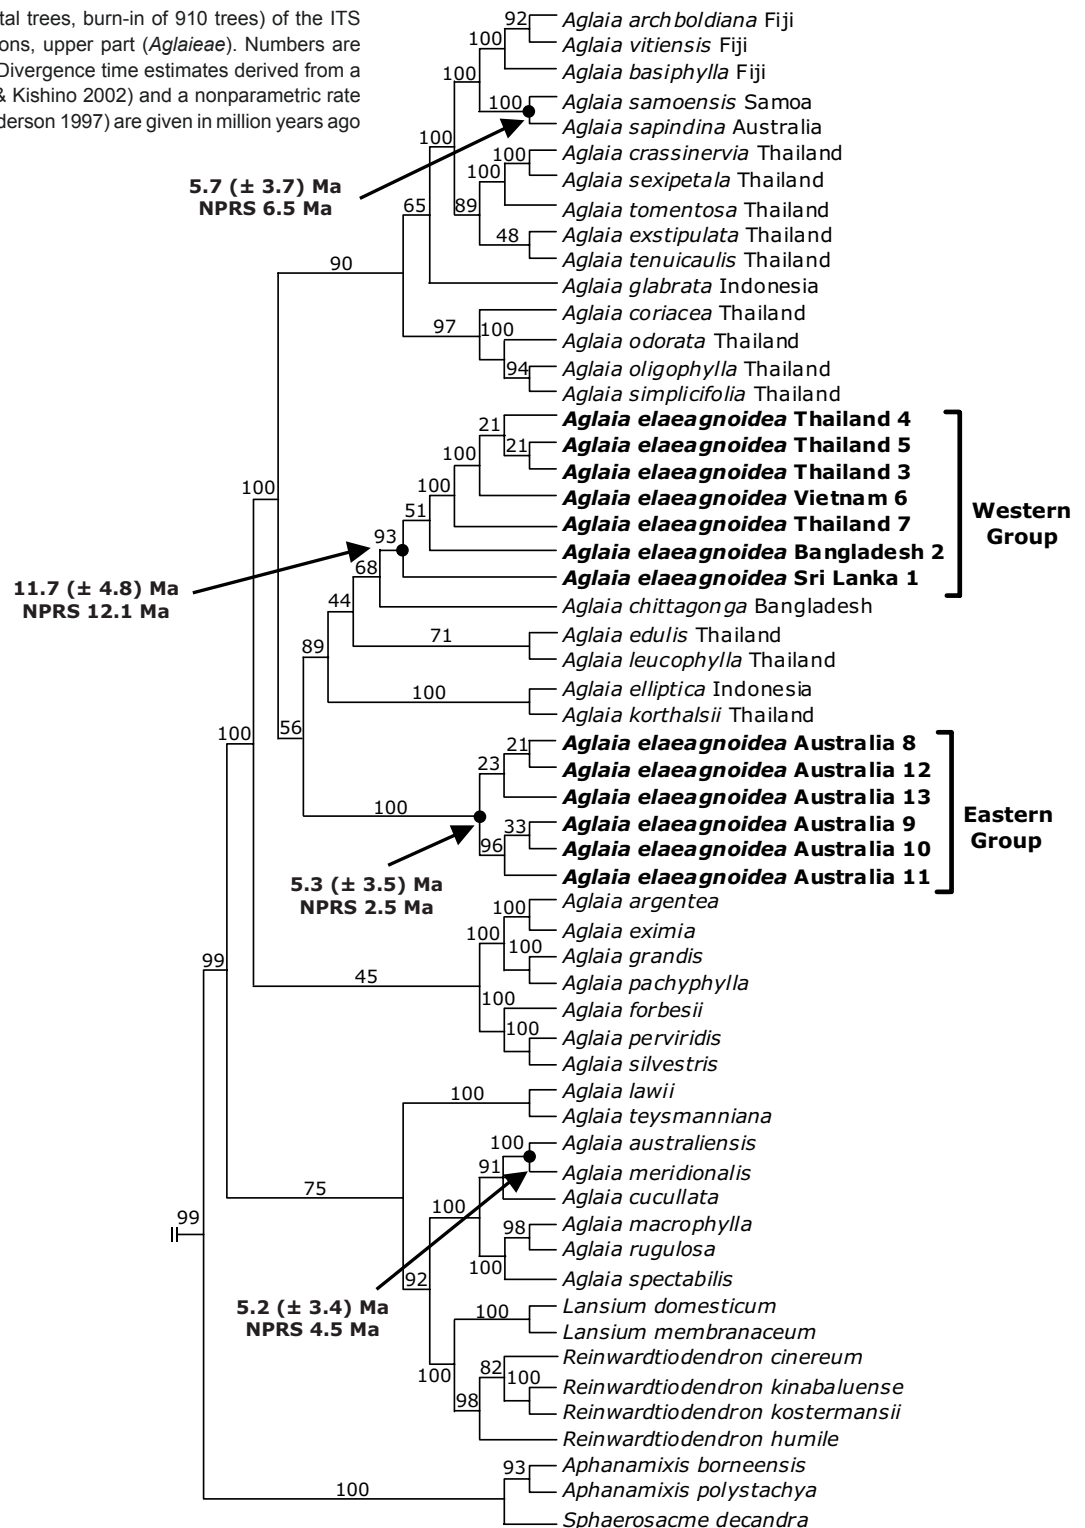 tal trees, burn-in of 910 trees) of the ITS
ons, upper part (Aglaieae). Numbers are
Divergence time estimates derived from a
& Kishino 2002) and a nonparametric rate
derson 1997) are given in million years ago
92
Aglaia archboldiana Fiji
100
Aglaia vitiensis Fiji
100
Aglaia basiphylla Fiji
100
Aglaia samoensis Samoa
Aglaia sapindina Australia
100
100
Aglaia crassinervia Thailand
100
Aglaia sexipetala Thailand
5.7 (± 3.7) Ma
NPRS 6.5 Ma
65
89
Aglaia tomentosa Thailand
48
Aglaia exstipulata Thailand
Aglaia tenuicaulis Thailand
90
Aglaia glabrata Indonesia
Aglaia coriacea Thailand
97
100
Aglaia odorata Thailand
94
Aglaia oligophylla Thailand
Aglaia simplicifolia Thailand
21
Aglaia elaeagnoidea Thailand 4
21
Aglaia elaeagnoidea Thailand 5
100
Aglaia elaeagnoidea Thailand 3
100
100
Aglaia elaeagnoidea Vietnam 6
51
Aglaia elaeagnoidea Thailand 7
93
Aglaia elaeagnoidea Bangladesh 2
68
Aglaia elaeagnoidea Sri Lanka 1
Western
Group
11.7 (± 4.8) Ma
NPRS 12.1 Ma
44
Aglaia chittagonga Bangladesh
71
Aglaia edulis Thailand
89
Aglaia leucophylla Thailand
100
Aglaia elliptica Indonesia
Aglaia korthalsii Thailand
100
56
21
Aglaia elaeagnoidea Australia 8
23
Aglaia elaeagnoidea Australia 12
Aglaia elaeagnoidea Australia 13
100
33
Aglaia elaeagnoidea Australia 9
96
Aglaia elaeagnoidea Australia 10
Aglaia elaeagnoidea Australia 11
Eastern
Group
5.3 (± 3.5) Ma
NPRS 2.5 Ma
100
Aglaia argentea
100
Aglaia eximia
100
Aglaia grandis
99
45
Aglaia pachyphylla
100
Aglaia forbesii
100
Aglaia perviridis
Aglaia silvestris
100
Aglaia lawii
Aglaia teysmanniana
100
Aglaia australiensis
91
Aglaia meridionalis
75
Aglaia cucullata
99
100
98
Aglaia macrophylla
Aglaia rugulosa
100
92
Aglaia spectabilis
5.2 (± 3.4) Ma
NPRS 4.5 Ma
100
Lansium domesticum
Lansium membranaceum
100
82
Reinwardtiodendron cinereum
100
Reinwardtiodendron kinabaluense
98
Reinwardtiodendron kostermansii
Reinwardtiodendron humile
93
Aphanamixis borneensis
100
Aphanamixis polystachya
Sphaerosacme decandra